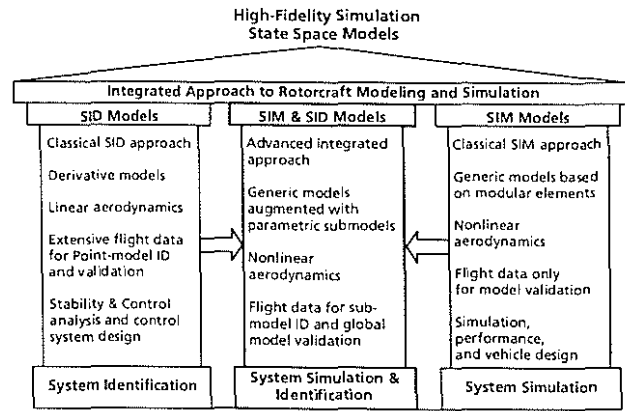 High-Fidelity Simulation
State Space Models
Integrated Approach to Rotorcraft Modeling and Simulation
SID Models
Classical SID approach
Derivative models
Linear aerodynamics
Extensive flight data
for Point-model ID
and validation
Stability & Control
analysis and control
system design
System Identification
SIM & SID Models
Advanced integrated
approach
Generic models
augmented with
parametric submodels
Nonlinear
aerodynamics
Flight data for sub-
model ID and global
model validation
System Simulation &
Identification
SIM Models
Classical SIM approach
Generic models based
on modular elements
Nonlinear
aerodynamics
Flight data only
for model validation
Simulation,
performance,
and vehicle design
System Simulation